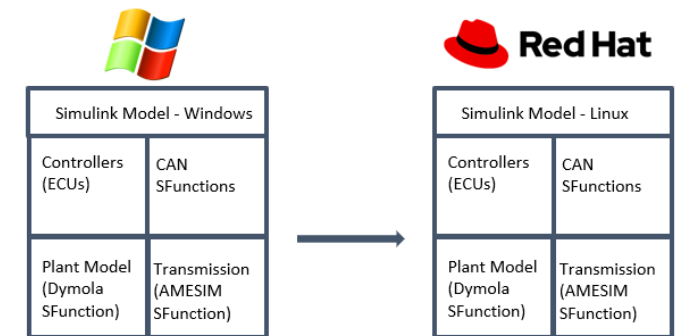 Red Hat
Simulink Model - Windows
Controllers
(ECUs)
CAN
SFunctions
Plant Model
(Dymola
SFunction)
Transmission
(AMESIM
SFunction)
Simulink Model - Linux
Controllers
(ECUs)
CAN
SFunctions
Plant Model
(Dymola
SFunction)
Transmission
(AMESIM
SFunction)